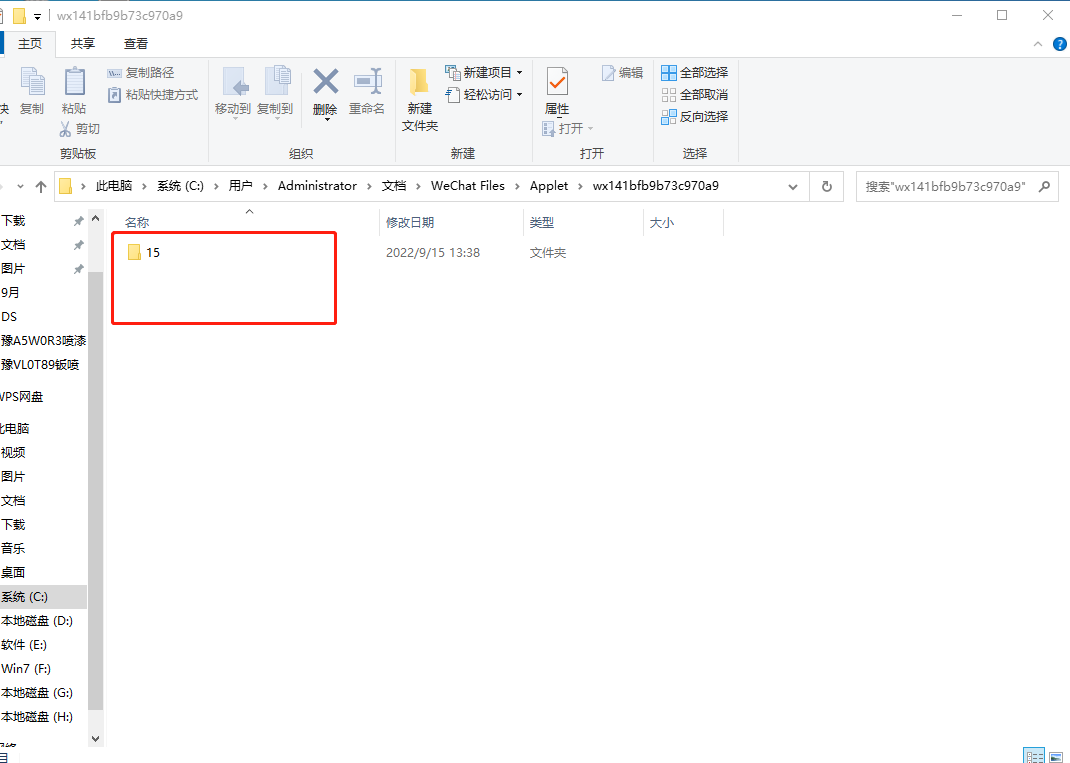 wx141bfb9b73c970a9
主页 共享 查看
复制 粘贴 复制路径 粘贴快捷方式 剪切
移动到 复制到 删除 重命名
新建 文件夹 新建项目 轻松访问
属性 打开 编辑
全部选择 全部取消 反向选择
剪贴板 组织 新建 打开 选择
此电脑 系统 (C:) 用户 Administrator 文档 WeChat Files Applet wx141bfb9b73c970a9
搜索"wx141bfb9b73c970a9"
名称 修改日期 类型 大小
15 2022/9/15 13:38 文件夹
下载
文档
图片
9月
DS
豫A5W0R3喷漆
豫VL0T89钣喷
WPS网盘
此电脑
视频
图片
文档
下载
音乐
桌面
系统 (C:)
本地磁盘 (D:)
软件 (E:)
Win7 (F:)
本地磁盘 (G:)
本地磁盘 (H:)